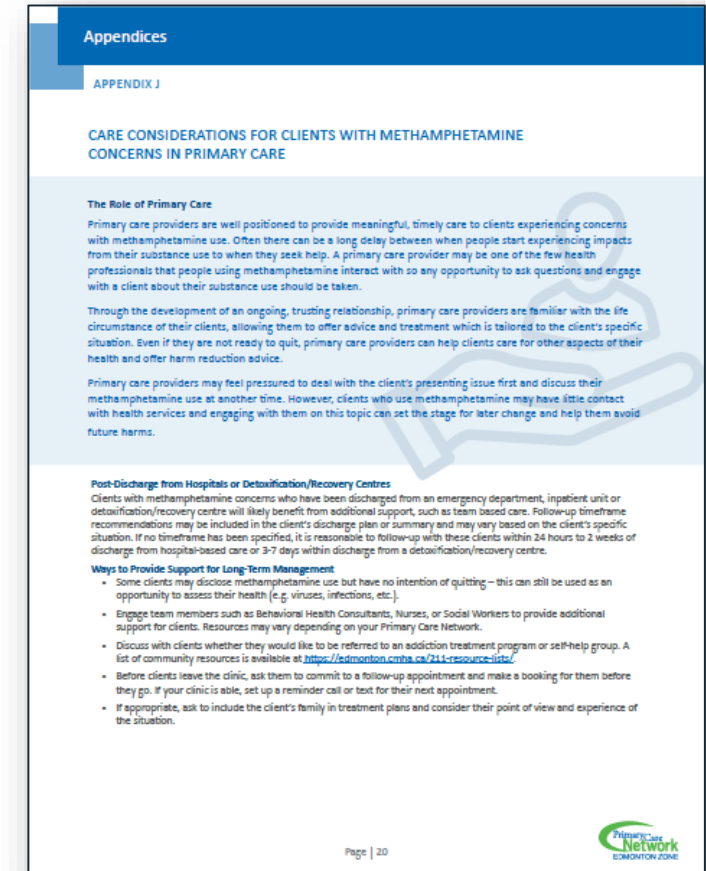 Appendices
APPENDIX J
CARE CONSIDERATIONS FOR CLIENTS WITH METHAMPHETAMINE
CONCERNS IN PRIMARY CARE
The Role of Primary Care
Primary care providers are well positioned to provide meaningful, timely care to clients experiencing concerns
with methamphetamine use. Often there can be a long delay between when people start experiencing impacts
from their substance use to when they seek help. A primary care provider may be one of the few health
professionals that people using methamphetamine interact with so any opportunity to ask questions and engage
with a client about their substance use should be taken.
Through the development of an ongoing, trusting relationship, primary care providers are familiar with the life
circumstance of their clients, allowing them to offer advice and treatment which is tailored to the client's specific
situation. Even if they are not ready to quit, primary care providers can help clients care for other aspects of their
health and offer harm reduction advice.
Primary care providers may feel pressured to deal with the client's presenting issue first and discuss their
methamphetamine use at another time. However, clients who use methamphetamine may have little contact
with health services and engaging with them on this topic can set the stage for later change and help them avoid
future harms.
Post-Discharge from Hospitals or Detoxification/Recovery Centres
Clients with methamphetamine concerns who have been discharged from an emergency department, inpatient unit or
detoxification/recovery centre will likely benefit from additional support, such as team based care. Follow-up timeframe
recommendations may be included in the client's discharge plan or summary and may vary based on the client's specific
situation. If no timeframe has been specified, it is reasonable to follow-up with these clients within 24 hours to 2 weeks of
discharge from hospital-based care or 3-7 days within discharge from a detoxification/recovery centre.
Ways to Provide Support for Long-Term Management
• Some clients may disclose methamphetamine use but have no intention of quitting – this can still be used as an
opportunity to assess their health (e.g. viruses, infections, etc.).
• Engage team members such as Behavioral Health Consultants, Nurses, or Social Workers to provide additional
support for clients. Resources may vary depending on your Primary Care Network.
• Discuss with clients whether they would like to be referred to an addiction treatment program or self-help group. A
list of community resources is available at https://edmonton.cmha.ca/211-resource-lists/.
• Before clients leave the clinic, ask them to commit to a follow-up appointment and make a booking for them before
they go. If your clinic is able, set up a reminder call or text for their next appointment.
• If appropriate, ask to include the client's family in treatment plans and consider their point of view and experience of
the situation.
Page | 20
Primary Care
Network
EDMONTON ZONE